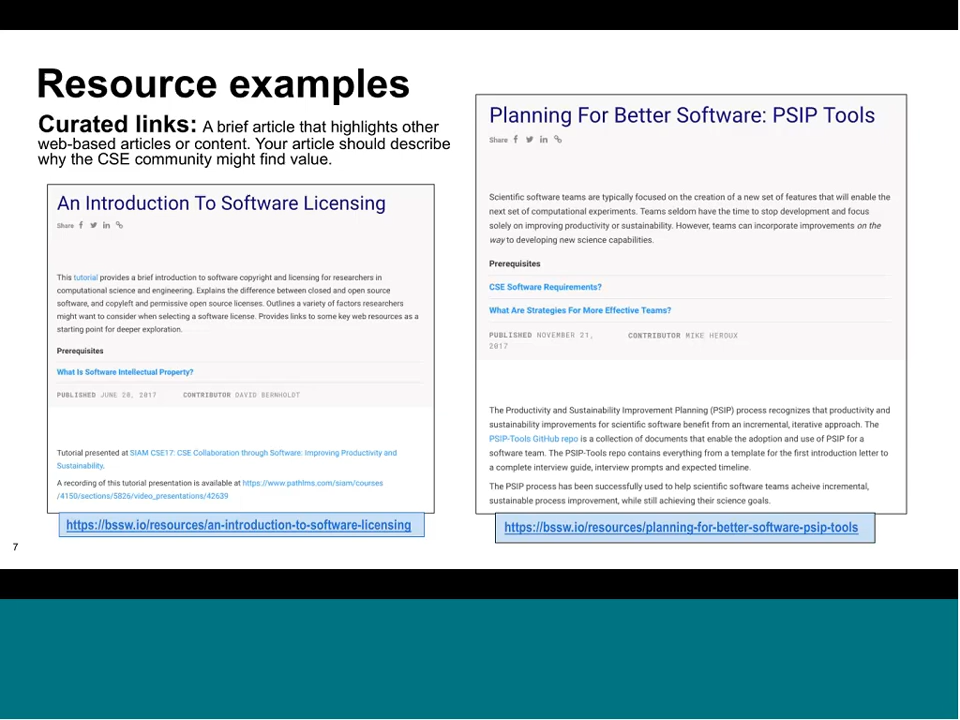 Resource examples
Curated links: A brief article that highlights other
web-based articles or content. Your article should describe
why the CSE community might find value.
An Introduction To Software Licensing
Share
This tutorial provides a brief introduction to software copyright and licensing for researchers in
computational science and engineering. Explains the difference between closed and open source
software, and copyleft and permissive open source licenses. Outlines a variety of factors researchers
might want to consider when selecting a software license. Provides links to some key web resources as a
starting point for deeper exploration.
Prerequisites
What Is Software Intellectual Property?
PUBLISHED JUNE 20, 2017 CONTRIBUTOR DAVID BERNHOLDT
Tutorial presented at SIAM CSE17: CSE Collaboration through Software: Improving Productivity and
Sustainability.
A recording of this tutorial presentation is available at https://www.pathlms.com/siam/courses
/4150/sections/5826/video_presentations/42639
https://bssw.io/resources/an-introduction-to-software-licensing
Planning For Better Software: PSIP Tools
Share
Scientific software teams are typically focused on the creation of a new set of features that will enable the
next set of computational experiments. Teams seldom have the time to stop development and focus
solely on improving productivity or sustainability. However, teams can incorporate improvements on the
way to developing new science capabilities.
Prerequisites
CSE Software Requirements?
What Are Strategies For More Effective Teams?
PUBLISHED NOVEMBER 21, CONTRIBUTOR MIKE HEROUX
2017
The Productivity and Sustainability Improvement Planning (PSIP) process recognizes that productivity and
sustainability improvements for scientific software benefit from an incremental, iterative approach. The
PSIP-Tools GitHub repo is a collection of documents that enable the adoption and use of PSIP for a
software team. The PSIP-Tools repo contains everything from a template for the first introduction letter to
a complete interview guide, interview prompts and expected timeline.
The PSIP process has been successfully used to help scientific software teams acheive incremental,
sustainable process improvement, while still achieving their science goals.
https://bssw.io/resources/planning-for-better-software-psip-tools
7